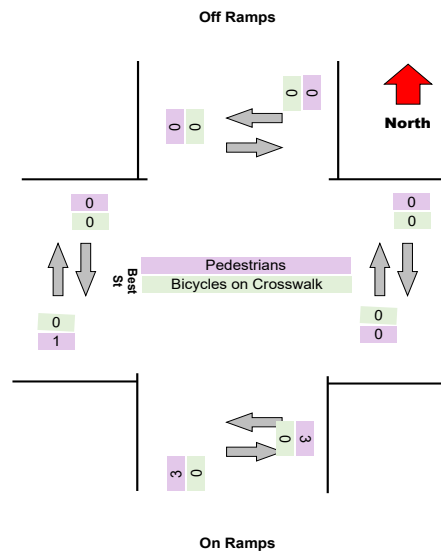 Off Ramps
0 0
0 0
North
0
0
0
0
Best
St
Pedestrians
Bicycles on Crosswalk
0
1
0
0
0 3
3 0
On Ramps